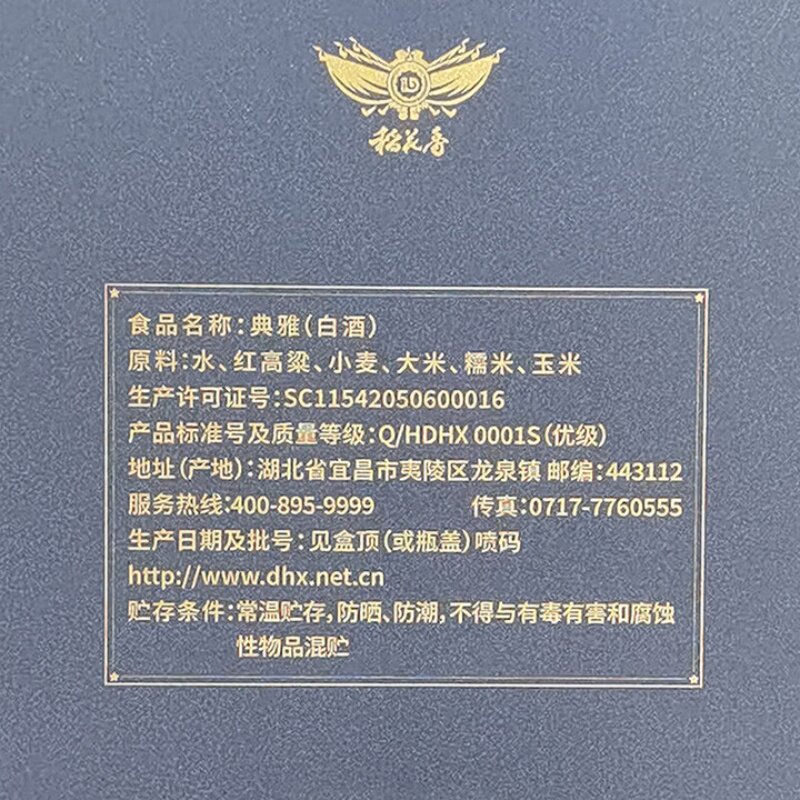 稻花香
食品名称：典雅（白酒）
原料：水、红高粱、小麦、大米、糯米、玉米
生产许可证号：SC11542050600016
产品标准号及质量等级：Q/HDHX 0001S（优级）
地址（产地）：湖北省宜昌市夷陵区龙泉镇 邮编：443112
服务热线：400-895-9999 传真：0717-7760555
生产日期及批号：见盒顶（或瓶盖）喷码
http://www.dhx.net.cn
贮存条件：常温贮存，防晒、防潮，不得与有毒有害和腐蚀
性物品混贮